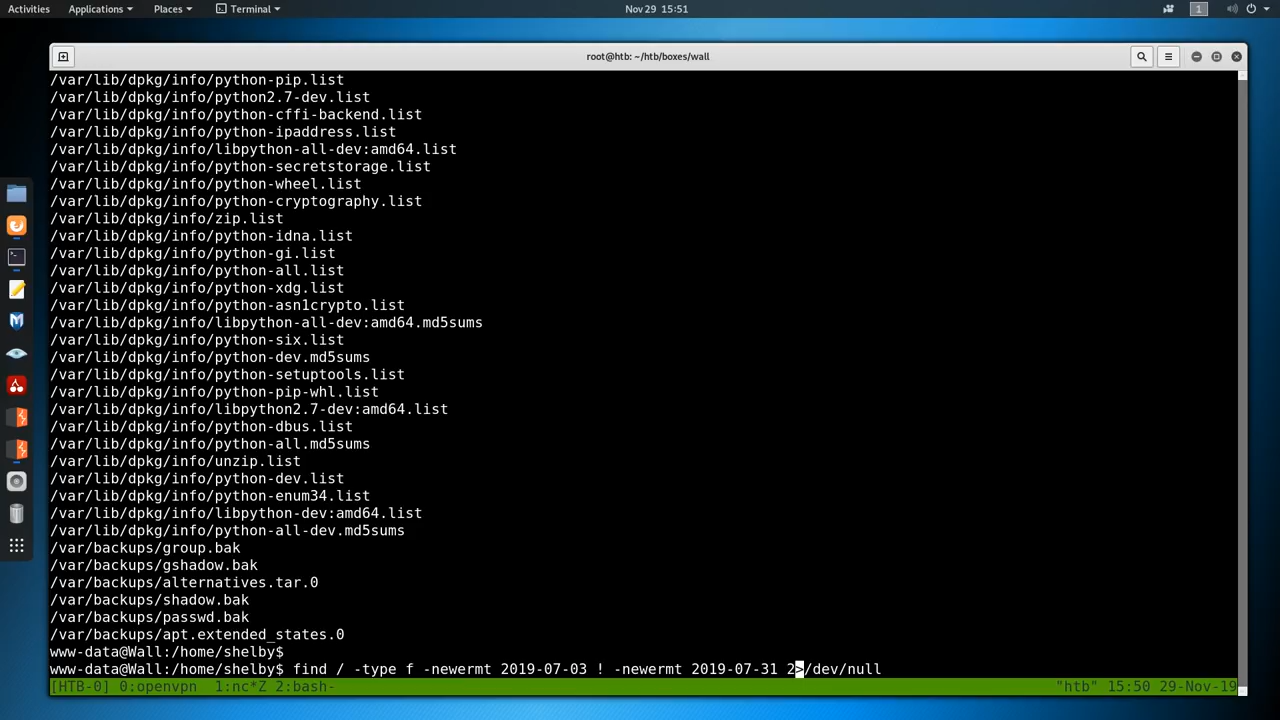 Activities Applications Places Terminal Nov 29 15:51 1
root@htb: ~/htb/boxes/wall
/var/lib/dpkg/info/python-pip.list
/var/lib/dpkg/info/python2.7-dev.list
/var/lib/dpkg/info/python-cffi-backend.list
/var/lib/dpkg/info/python-ipaddress.list
/var/lib/dpkg/info/libpython-all-dev:amd64.list
/var/lib/dpkg/info/python-secretstorage.list
/var/lib/dpkg/info/python-wheel.list
/var/lib/dpkg/info/python-cryptography.list
/var/lib/dpkg/info/zip.list
/var/lib/dpkg/info/python-idna.list
/var/lib/dpkg/info/python-gi.list
/var/lib/dpkg/info/python-all.list
/var/lib/dpkg/info/python-xdg.list
/var/lib/dpkg/info/python-asn1crypto.list
/var/lib/dpkg/info/libpython-all-dev:amd64.md5sums
/var/lib/dpkg/info/python-six.list
/var/lib/dpkg/info/python-dev.md5sums
/var/lib/dpkg/info/python-setuptools.list
/var/lib/dpkg/info/python-pip-whl.list
/var/lib/dpkg/info/libpython2.7-dev:amd64.list
/var/lib/dpkg/info/python-dbus.list
/var/lib/dpkg/info/python-all.md5sums
/var/lib/dpkg/info/unzip.list
/var/lib/dpkg/info/python-dev.list
/var/lib/dpkg/info/python-enum34.list
/var/lib/dpkg/info/libpython-dev:amd64.list
/var/lib/dpkg/info/python-all-dev.md5sums
/var/backups/group.bak
/var/backups/gshadow.bak
/var/backups/alternatives.tar.0
/var/backups/shadow.bak
/var/backups/passwd.bak
/var/backups/apt.extended_states.0
www-data@Wall:/home/shelby$
www-data@Wall:/home/shelby$ find / -type f -newermt 2019-07-03 ! -newermt 2019-07-31 2>/dev/null
[HTB-0] 0:openvpn 1:nc*Z 2:bash- "htb" 15:50 29-Nov-19